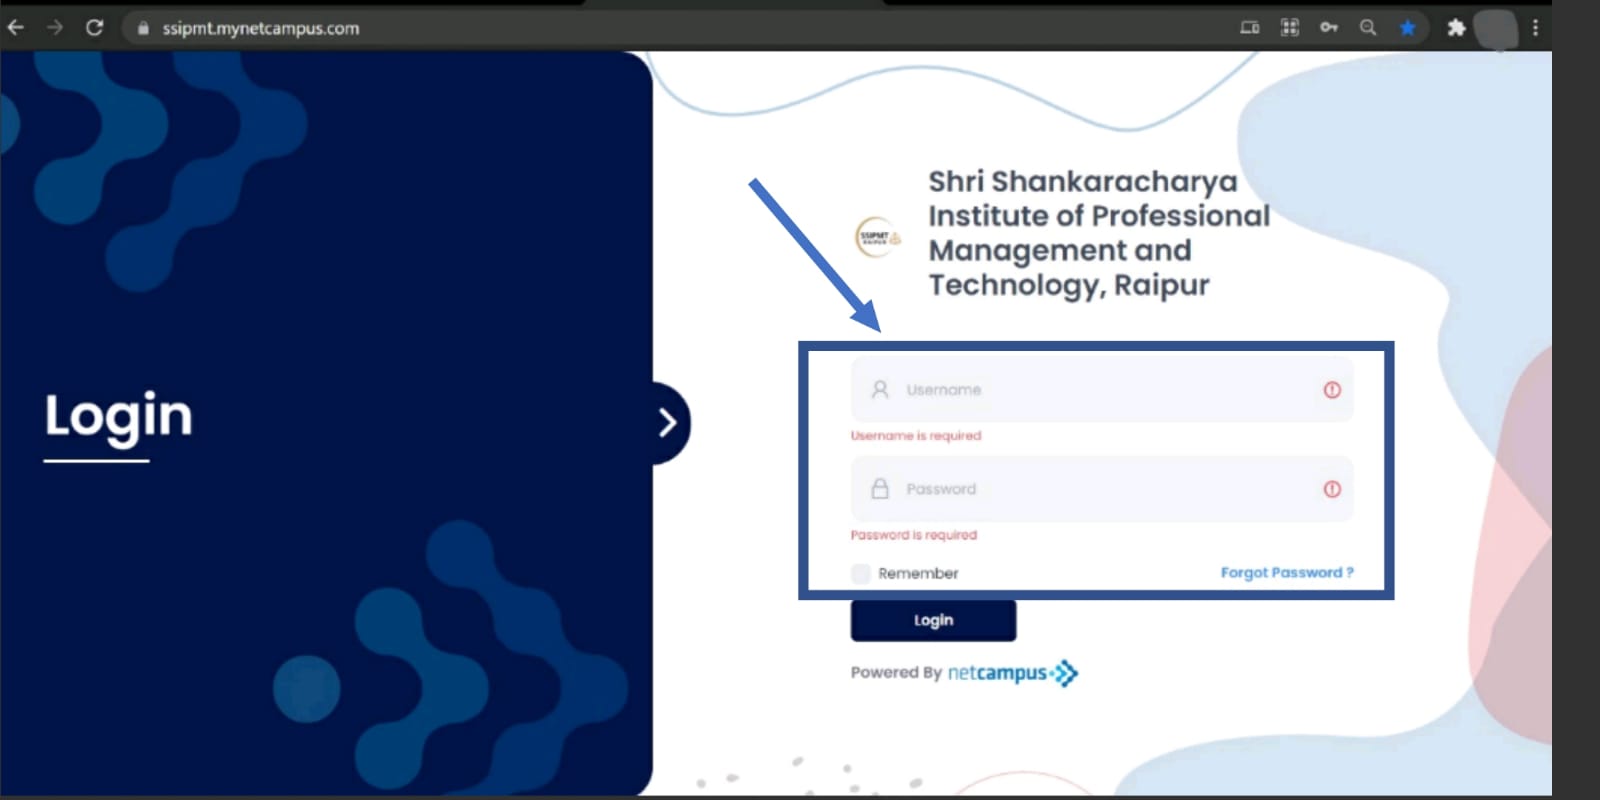 ssipmt.mynetcampus.com
Shri Shankaracharya
Institute of Professional
Management and
Technology, Raipur
SSIPMT
RAIPUR
Login
Username
Username is required
Password
Password is required
Remember
Forgot Password ?
Login
Powered By netcampus